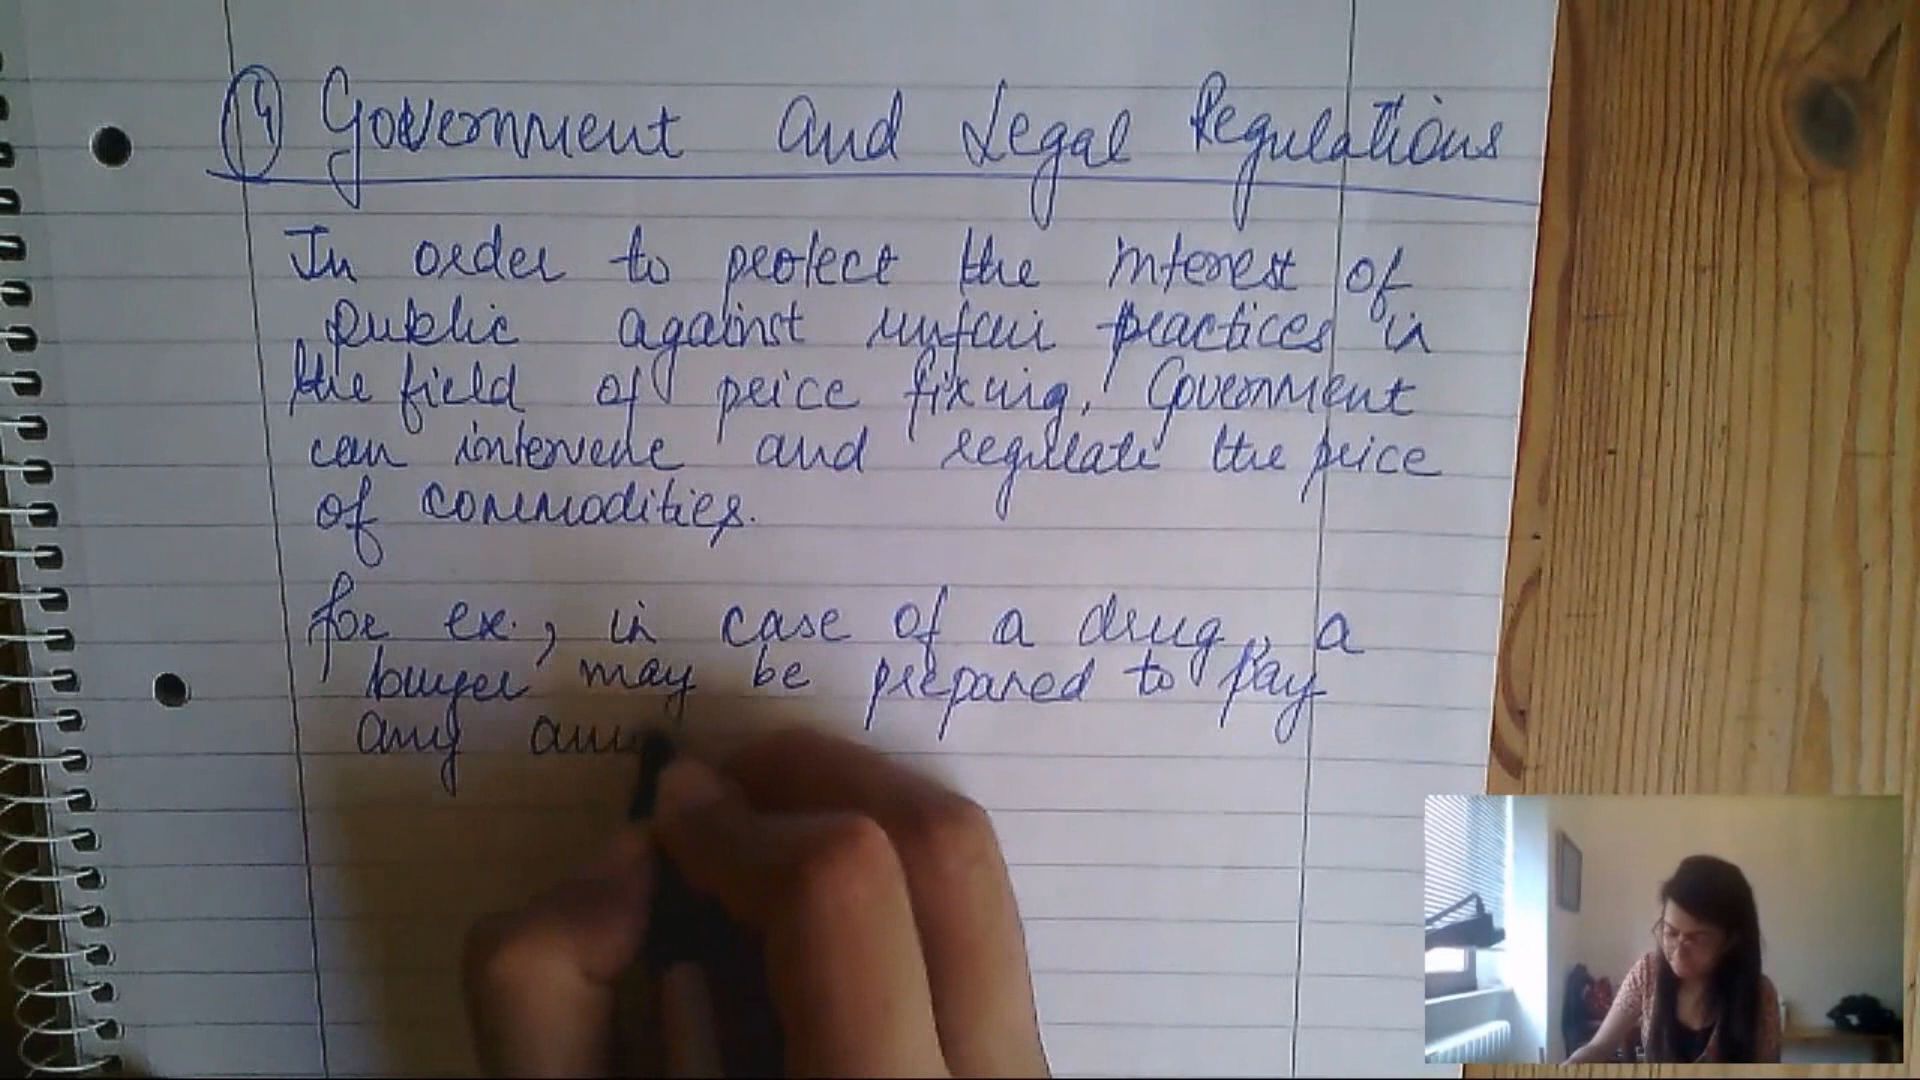 4 Government and Legal Regulations
In order to protect the interest of
public against unfair practices in
the field of price fixing, Government
can intervene and regulate the price
of commodities.
for ex., in case of a drug, a
buyer may be prepared to pay
any